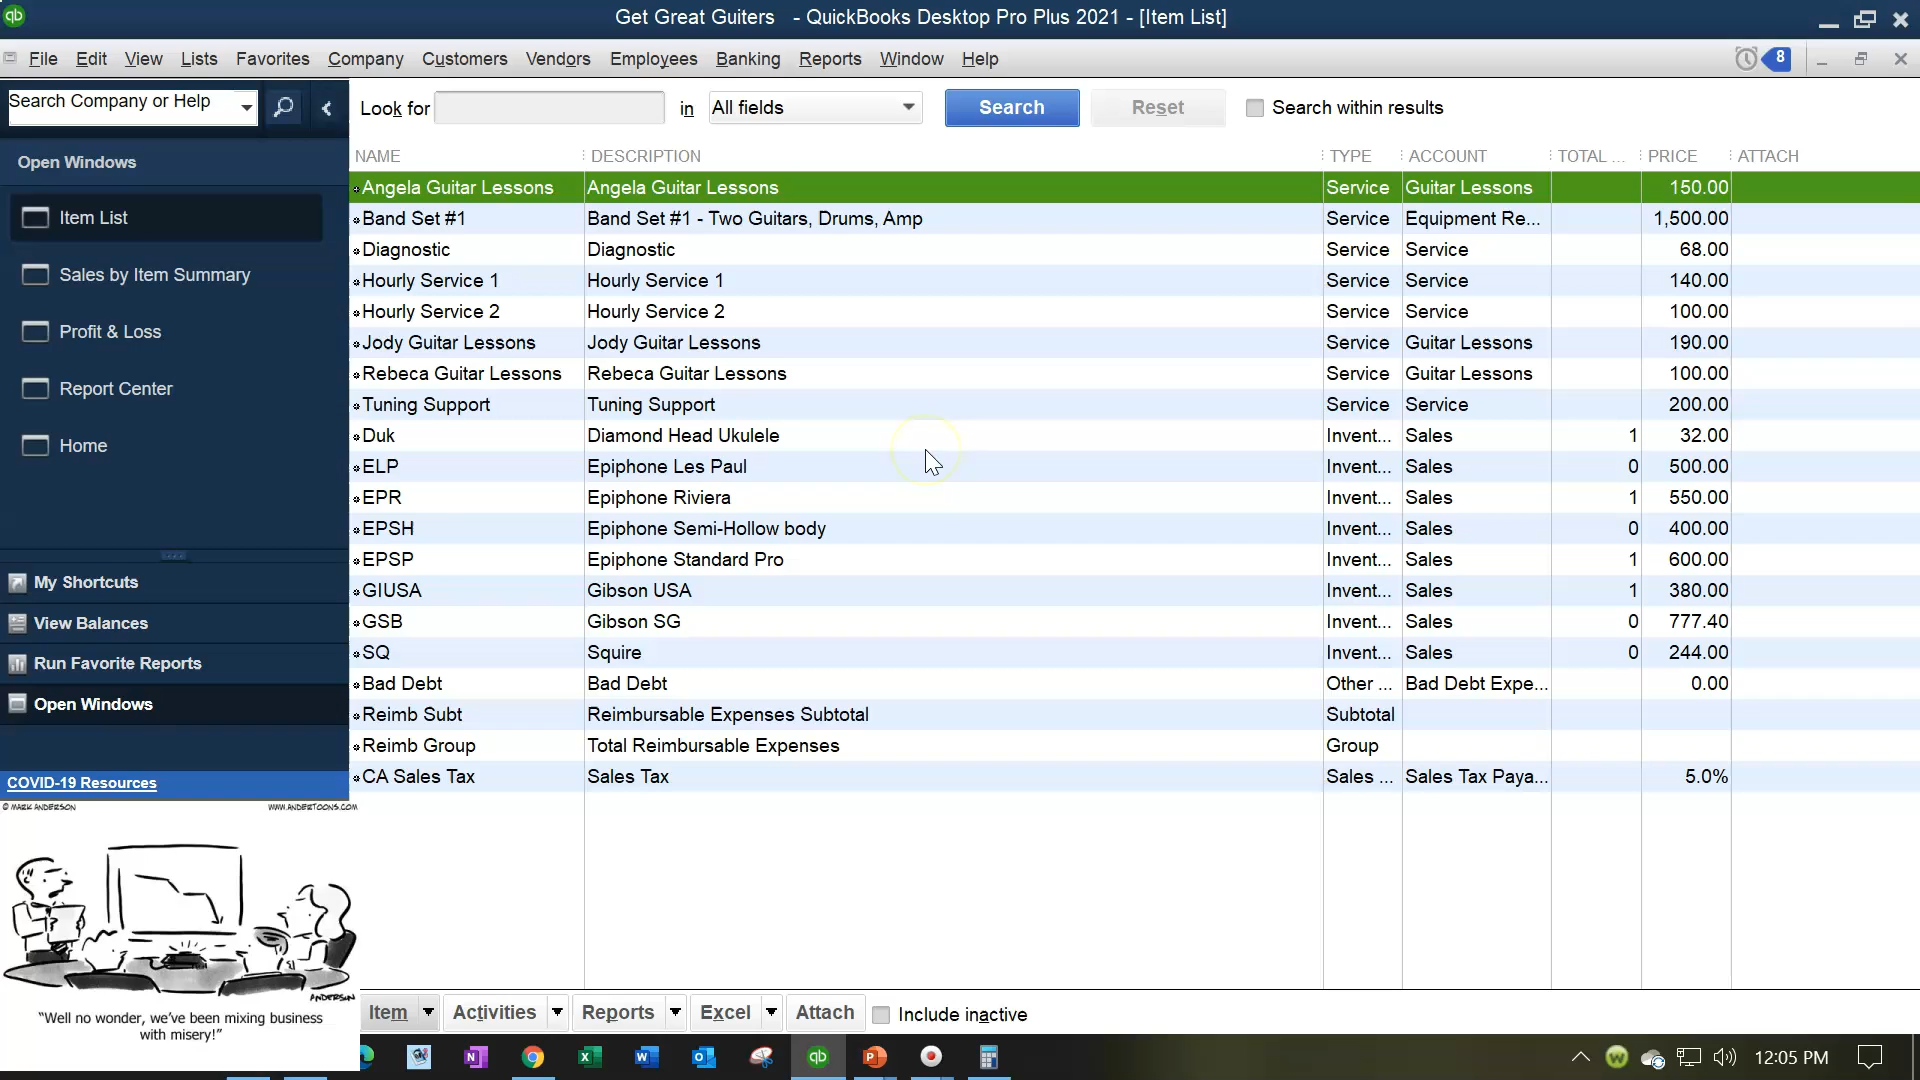 Get Great Guiters - QuickBooks Desktop Pro Plus 2021 - [Item List]
File Edit View Lists Favorites Company Customers Vendors Employees Banking Reports Window Help 8
Search Company or Help
Look for in All fields Search Reset Search within results
Open Windows
Item List
Sales by Item Summary
Profit & Loss
Report Center
Home
My Shortcuts
View Balances
Run Favorite Reports
Open Windows
COVID-19 Resources
NAME DESCRIPTION TYPE ACCOUNT TOTAL ... PRICE ATTACH
Angela Guitar Lessons Angela Guitar Lessons Service Guitar Lessons 150.00
Band Set #1 Band Set #1 - Two Guitars, Drums, Amp Service Equipment Re... 1,500.00
Diagnostic Diagnostic Service Service 68.00
Hourly Service 1 Hourly Service 1 Service Service 140.00
Hourly Service 2 Hourly Service 2 Service Service 100.00
Jody Guitar Lessons Jody Guitar Lessons Service Guitar Lessons 190.00
Rebeca Guitar Lessons Rebeca Guitar Lessons Service Guitar Lessons 100.00
Tuning Support Tuning Support Service Service 200.00
Duk Diamond Head Ukulele Invent... Sales 1 32.00
ELP Epiphone Les Paul Invent... Sales 0 500.00
EPR Epiphone Riviera Invent... Sales 1 550.00
EPSH Epiphone Semi-Hollow body Invent... Sales 0 400.00
EPSP Epiphone Standard Pro Invent... Sales 1 600.00
GIUSA Gibson USA Invent... Sales 1 380.00
GSB Gibson SG Invent... Sales 0 777.40
SQ Squire Invent... Sales 0 244.00
Bad Debt Bad Debt Other ... Bad Debt Expe... 0.00
Reimb Subt Reimbursable Expenses Subtotal Subtotal
Reimb Group Total Reimbursable Expenses Group
CA Sales Tax Sales Tax Sales ... Sales Tax Paya... 5.0%
© MARK ANDERSON WWW.ANDERTOONS.COM
ANDERSON
"Well no wonder, we've been mixing business
with misery!"
Item Activities Reports Excel Attach Include inactive
12:05 PM